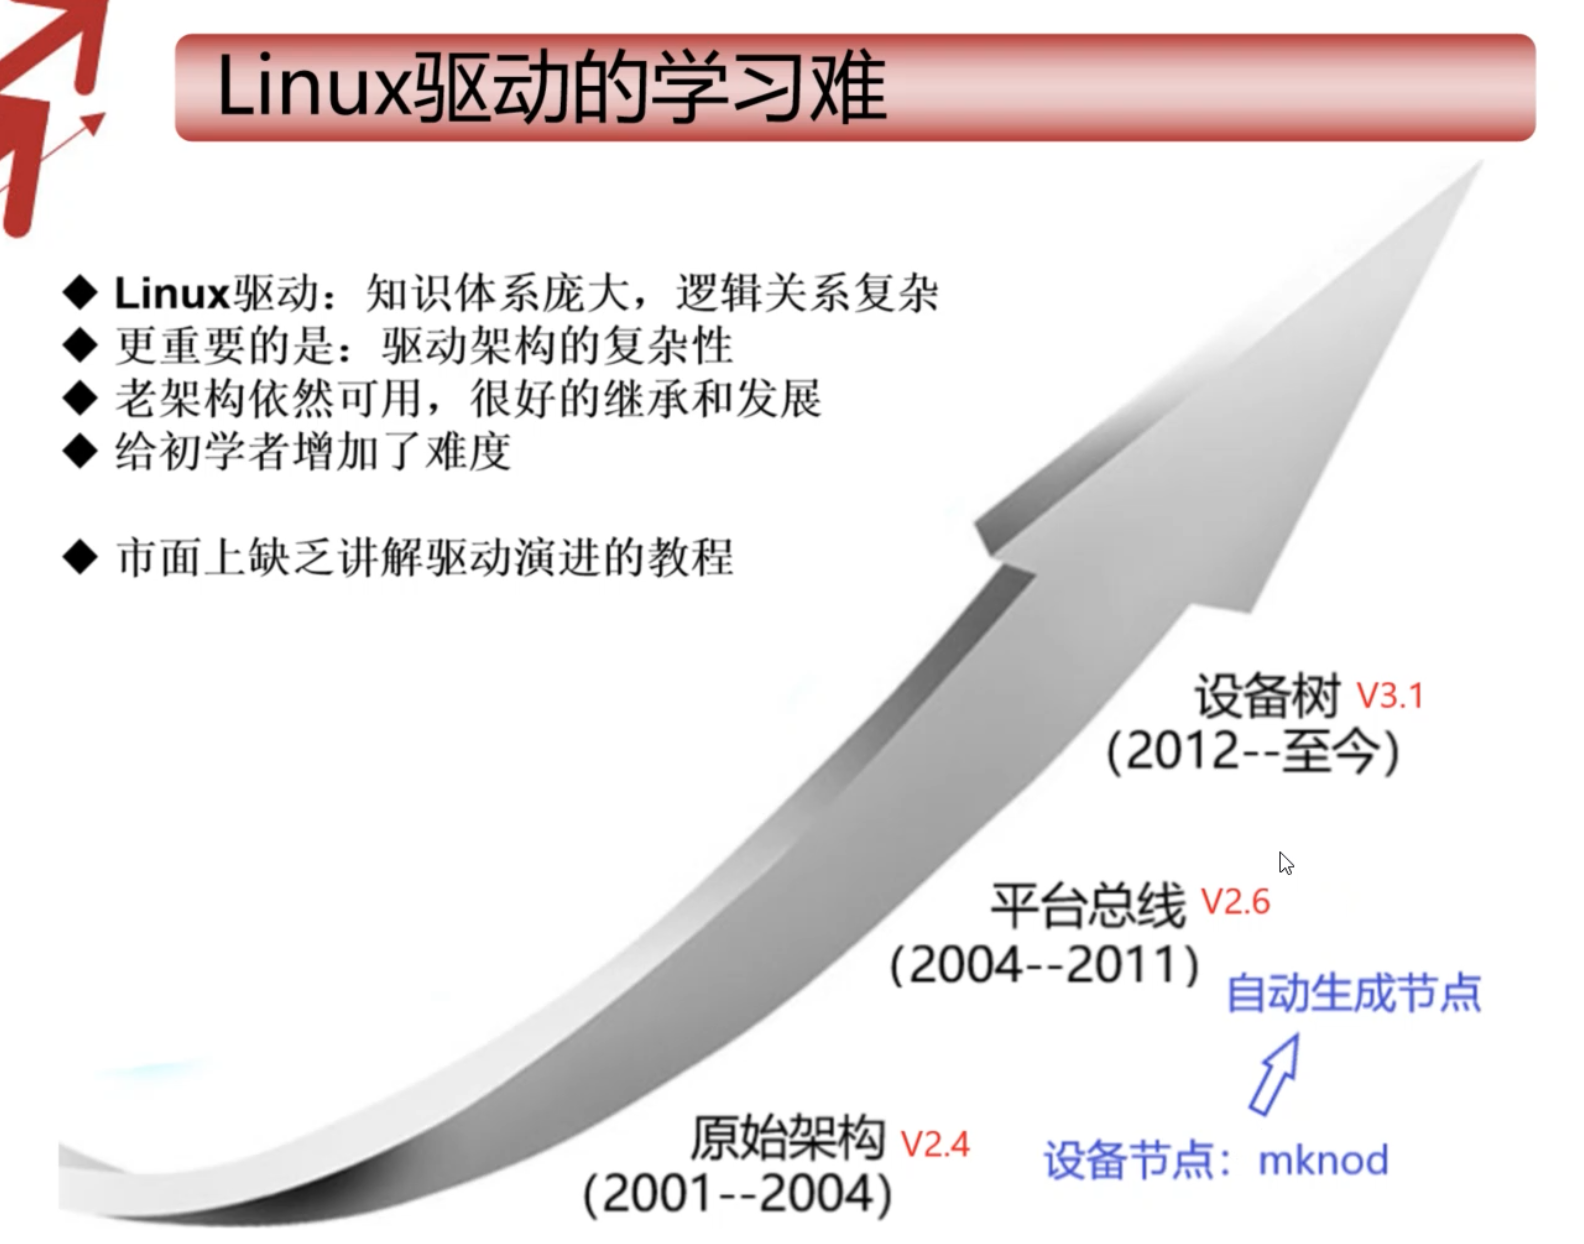 Linux驱动的学习难
◆ Linux驱动：知识体系庞大，逻辑关系复杂
◆ 更重要的是：驱动架构的复杂性
◆ 老架构依然可用，很好的继承和发展
◆ 给初学者增加了难度
◆ 市面上缺乏讲解驱动演进的教程
设备树 V3.1
(2012--至今)
平台总线 V2.6
(2004--2011)
自动生成节点
原始架构 V2.4
(2001--2004)
设备节点：mknod